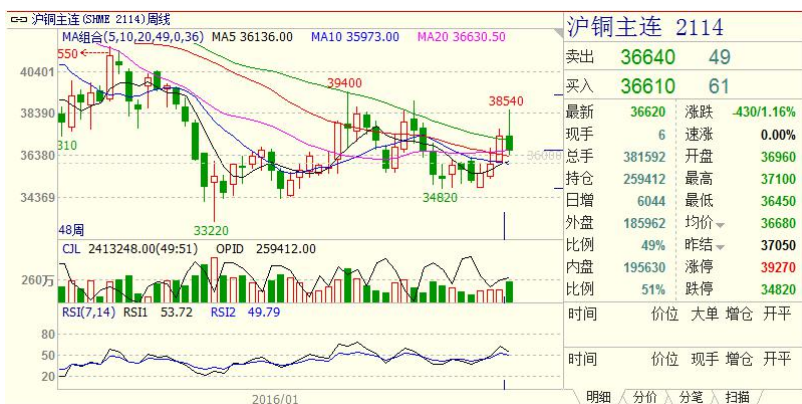 沪铜主连(SHME 2114)周线
MA组合(5,10,20,49,0,36) MA5 36136.00 MA10 35973.00 MA20 36630.50
550
40401
39400
38540
38390
310
36380
36000
34820
34369
33220
48周
CJL 2413248.00(49:51) OPID 259412.00
260万
RSI(7,14) RSI1 53.72 RSI2 49.79
80
50
20
2016/01
沪铜主连 2114
卖出 36640 49
买入 36610 61
最新 36620 涨跌 -430/1.16%
现手 6 速涨 0.00%
总手 381592 开盘 36960
持仓 259412 最高 37100
日增 6044 最低 36450
外盘 185962 均价 36680
比例 49% 昨结 37050
内盘 195630 涨停 39270
比例 51% 跌停 34820
时间 价位 大单 增仓 开平
时间 价位 现手 增仓 开平
明细 分价 分笔 扫描